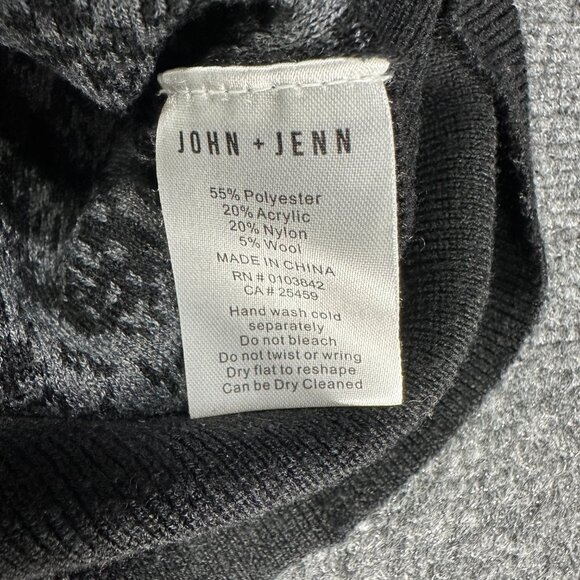 JOHN + JENN
55% Polyester
20% Acrylic
20% Nylon
5% Wool
MADE IN CHINA
RN # 0103842
CA # 25459
Hand wash cold
separately
Do not bleach
Do not twist or wring
Dry flat to reshape
Can be Dry Cleaned